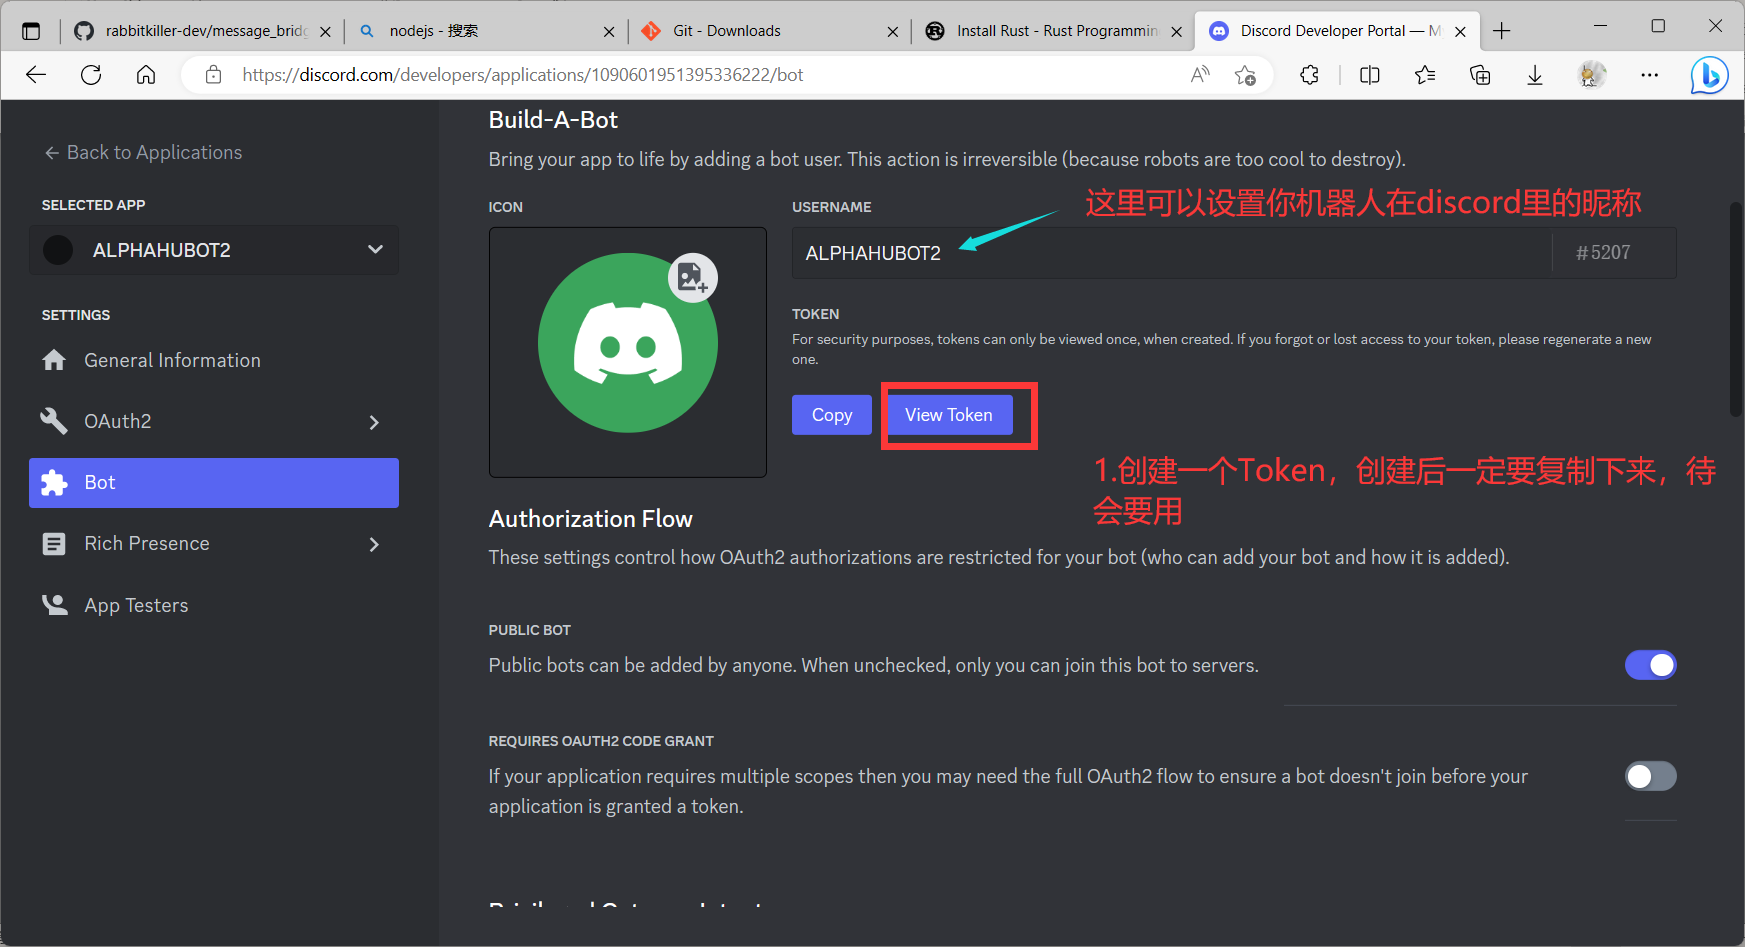 rabbitkiller-dev/message_bridg
nodejs - 搜索
Git - Downloads
Install Rust - Rust Programmin
Discord Developer Portal — My
https://discord.com/developers/applications/1090601951395336222/bot
Back to Applications
SELECTED APP
ALPHAHUBOT2
SETTINGS
General Information
OAuth2
Bot
Rich Presence
App Testers
Build-A-Bot
Bring your app to life by adding a bot user. This action is irreversible (because robots are too cool to destroy).
ICON
USERNAME
这里可以设置你机器人在discord里的昵称
ALPHAHUBOT2
#5207
TOKEN
For security purposes, tokens can only be viewed once, when created. If you forgot or lost access to your token, please regenerate a new
one.
Copy
View Token
1.创建一个Token，创建后一定要复制下来，待
会要用
Authorization Flow
These settings control how OAuth2 authorizations are restricted for your bot (who can add your bot and how it is added).
PUBLIC BOT
Public bots can be added by anyone. When unchecked, only you can join this bot to servers.
REQUIRES OAUTH2 CODE GRANT
If your application requires multiple scopes then you may need the full OAuth2 flow to ensure a bot doesn't join before your
application is granted a token.